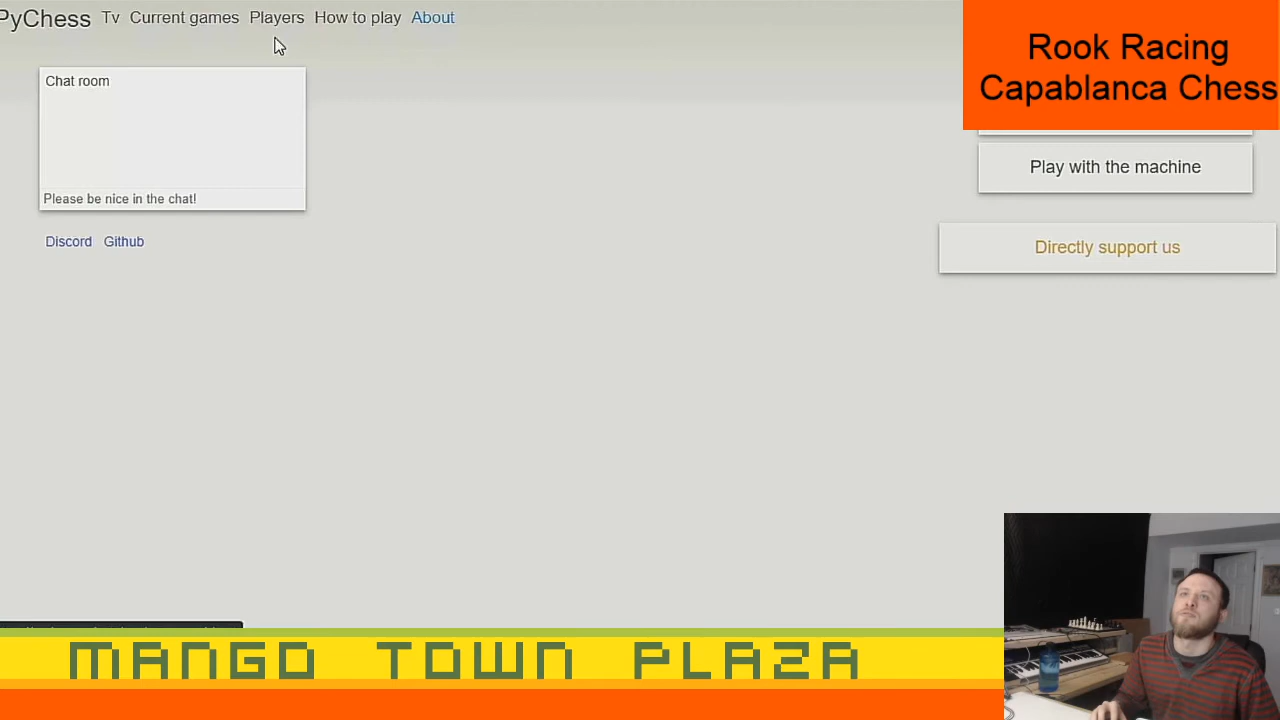 PyChess Tv Current games Players How to play About
Rook Racing
Capablanca Chess
Chat room
Play with the machine
Please be nice in the chat!
Discord Github
Directly support us
MANGO TOWN PLAZA